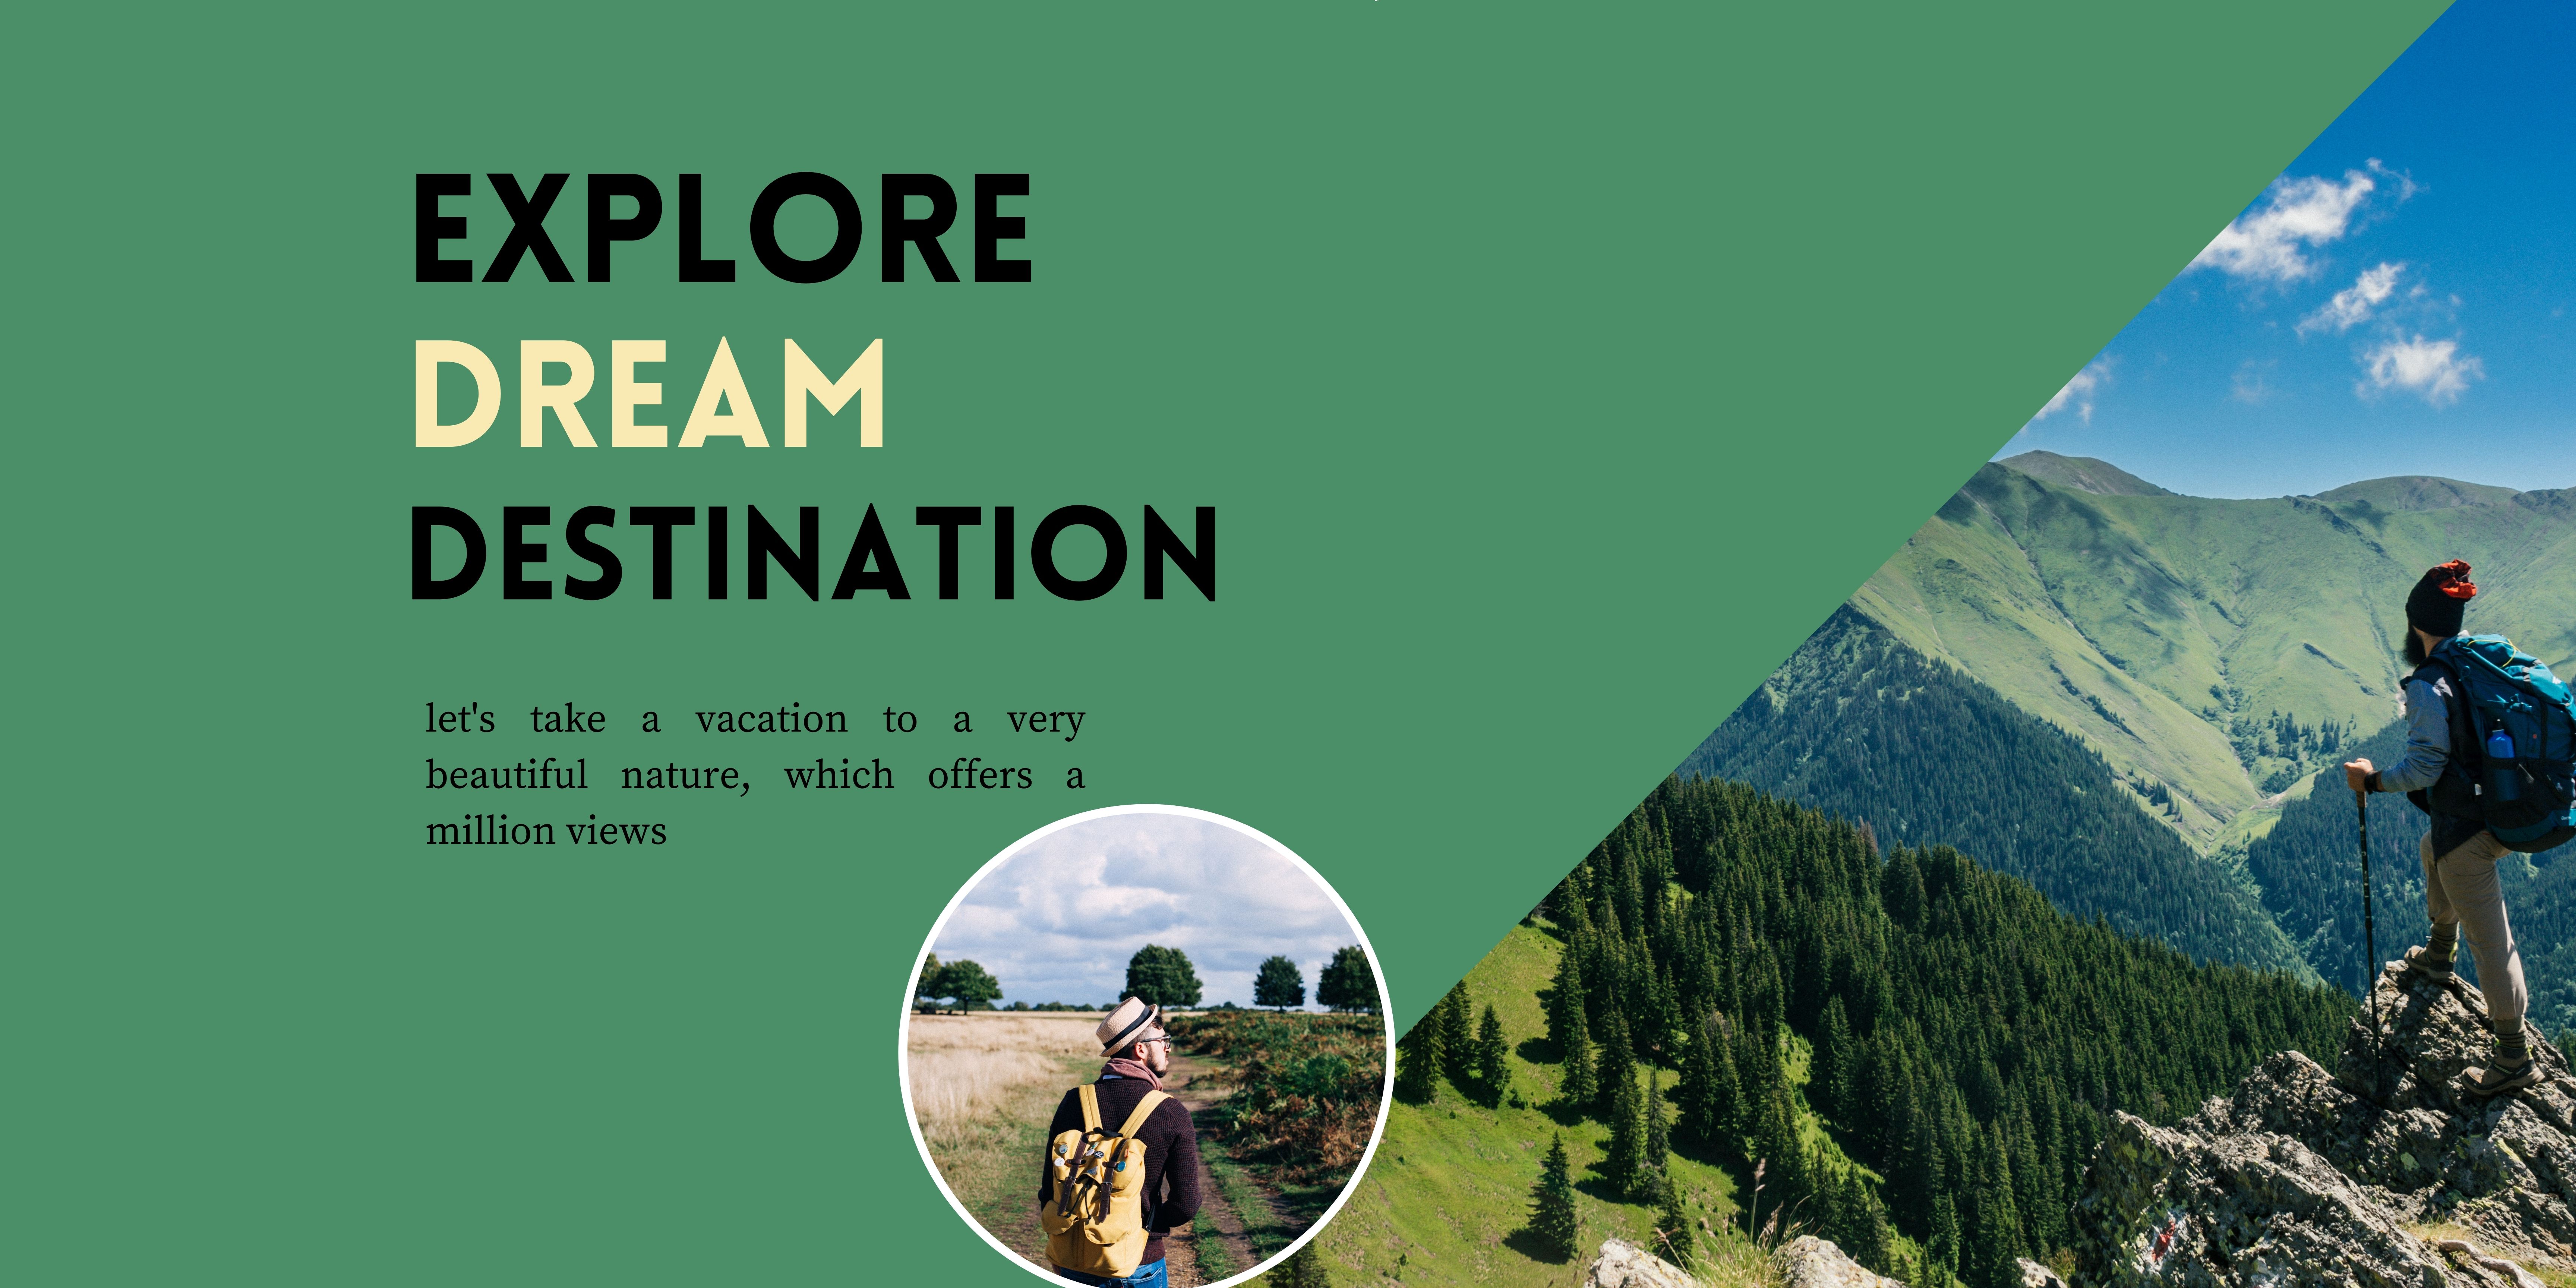 EXPLORE
DREAM
DESTINATION
let's take a vacation to a very
beautiful nature, which offers a
million views